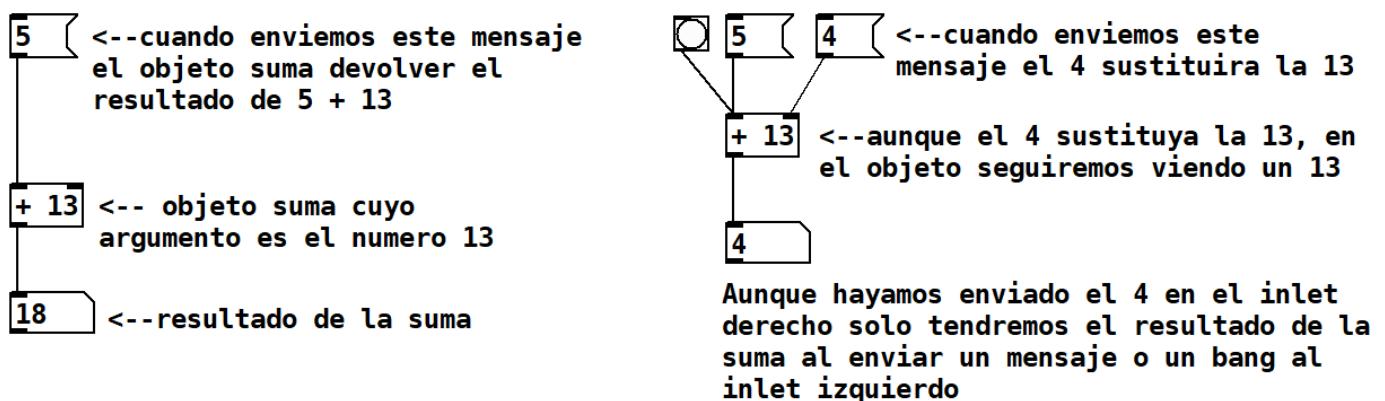 5
<--cuando enviemos este mensaje
el objeto suma devolver el
resultado de 5 + 13
+ 13
<-- objeto suma cuyo
argumento es el numero 13
18
<--resultado de la suma
5
4
<--cuando enviemos este
mensaje el 4 sustituira la 13
+ 13
<--aunque el 4 sustituya la 13, en
el objeto seguiremos viendo un 13
4
Aunque hayamos enviado el 4 en el inlet
derecho solo tendremos el resultado de la
suma al enviar un mensaje o un bang al
inlet izquierdo